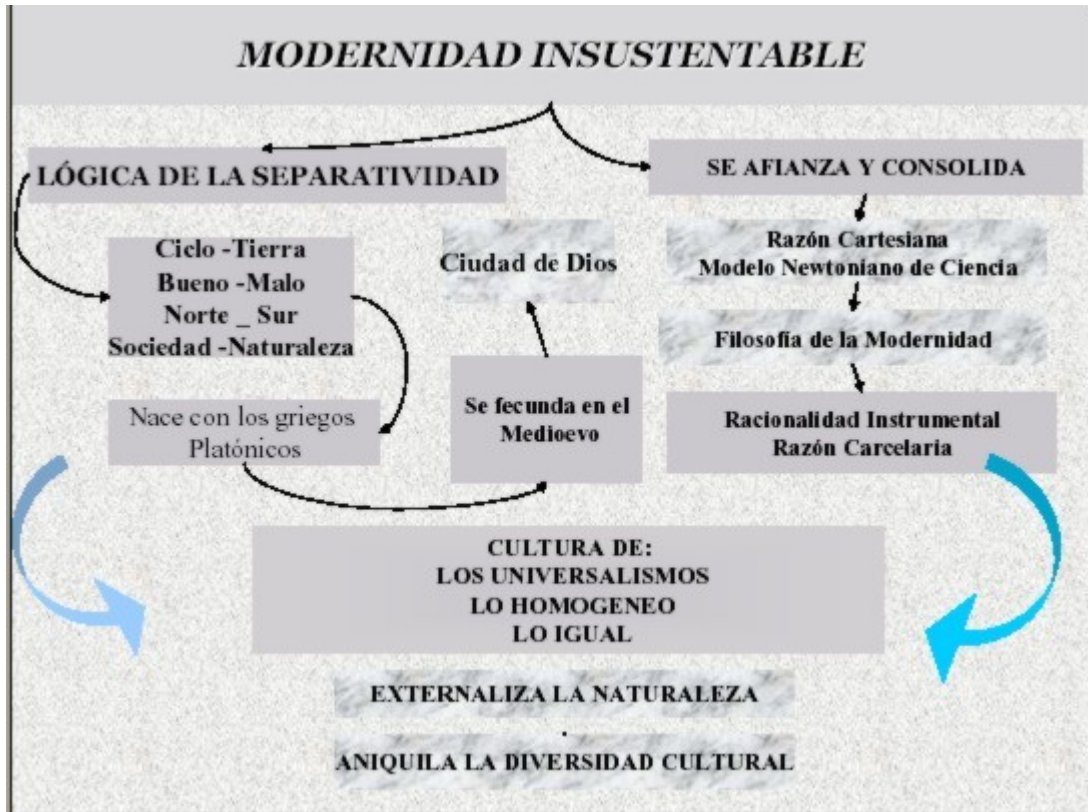 MODERNIDAD INSUSTENTABLE
LÓGICA DE LA SEPARATIVIDAD
Ciclo -Tierra
Bueno -Malo
Norte _ Sur
Sociedad -Naturaleza
Nace con los griegos
Platónicos
Ciudad de Dios
Se fecunda en el
Medioevo
SE AFIANZA Y CONSOLIDA
Razón Cartesiana
Modelo Newtoniano de Ciencia
Filosofía de la Modernidad
Racionalidad Instrumental
Razón Carcelaria
CULTURA DE:
LOS UNIVERSALISMOS
LO HOMOGENEO
LO IGUAL
EXTERNALIZA LA NATURALEZA
.
ANIQUILA LA DIVERSIDAD CULTURAL